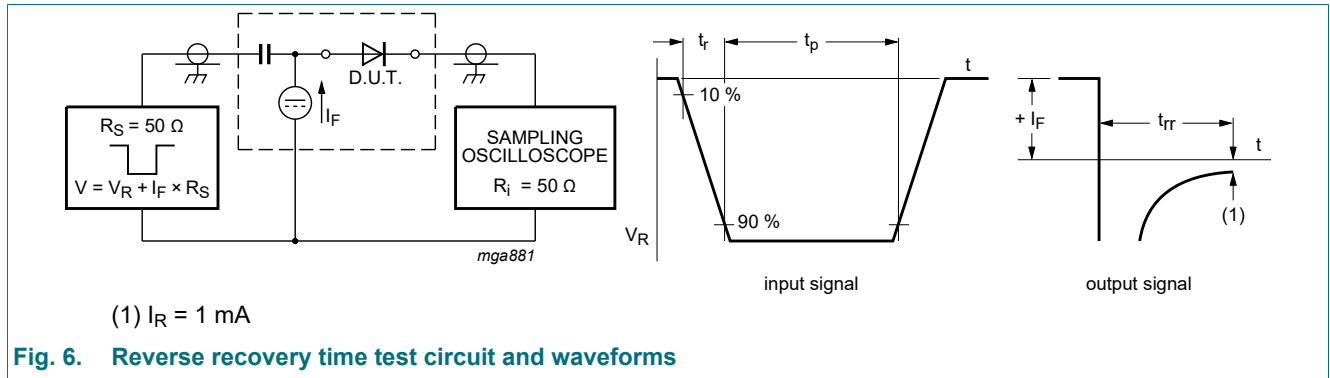 D.U.T.
I_F
R_S = 50 Ω
V = V_R + I_F × R_S
SAMPLING
OSCILLOSCOPE
R_i = 50 Ω
mga881
t_r
t_p
t
10 %
90 %
V_R
input signal
+ I_F
t_rr
t
(1)
output signal
(1) I_R = 1 mA
Fig. 6. Reverse recovery time test circuit and waveforms